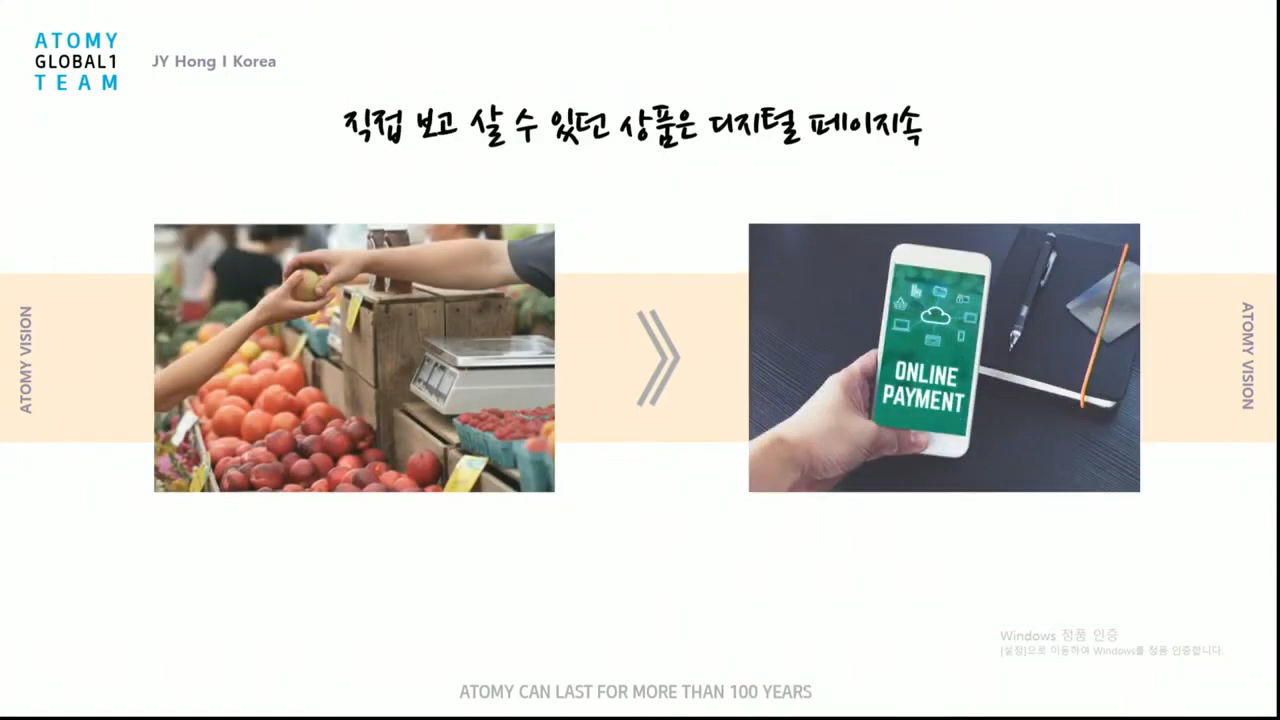 ATOMY
GLOBAL1
TEAM
JY Hong I Korea
직접 보고 살 수 있던 상품은 디지털 페이지속
ATOMY VISION
ONLINE
PAYMENT
ATOMY VISION
Windows 정품 인증
[설정]으로 이동하여 Windows를 정품 인증합니다.
ATOMY CAN LAST FOR MORE THAN 100 YEARS